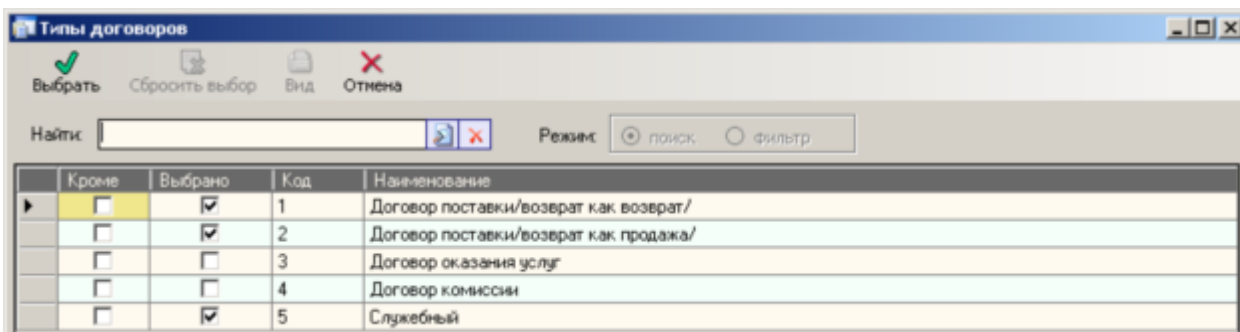 Типы договоров
Выбрать Сбросить выбор Вид Отмена
Найти: Режим: поиск фильтр
Кроме Выбрано Код Наименование
1 Договор поставки/возврат как возврат/
2 Договор поставки/возврат как продажа/
3 Договор оказания услуг
4 Договор комиссии
5 Служебный